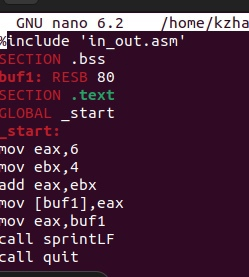 GNU nano 6.2 /home/kzha
%include 'in_out.asm'
SECTION .bss
buf1: RESB 80
SECTION .text
GLOBAL _start
_start:
mov eax,6
mov ebx,4
add eax,ebx
mov [buf1],eax
mov eax,buf1
call sprintLF
call quit